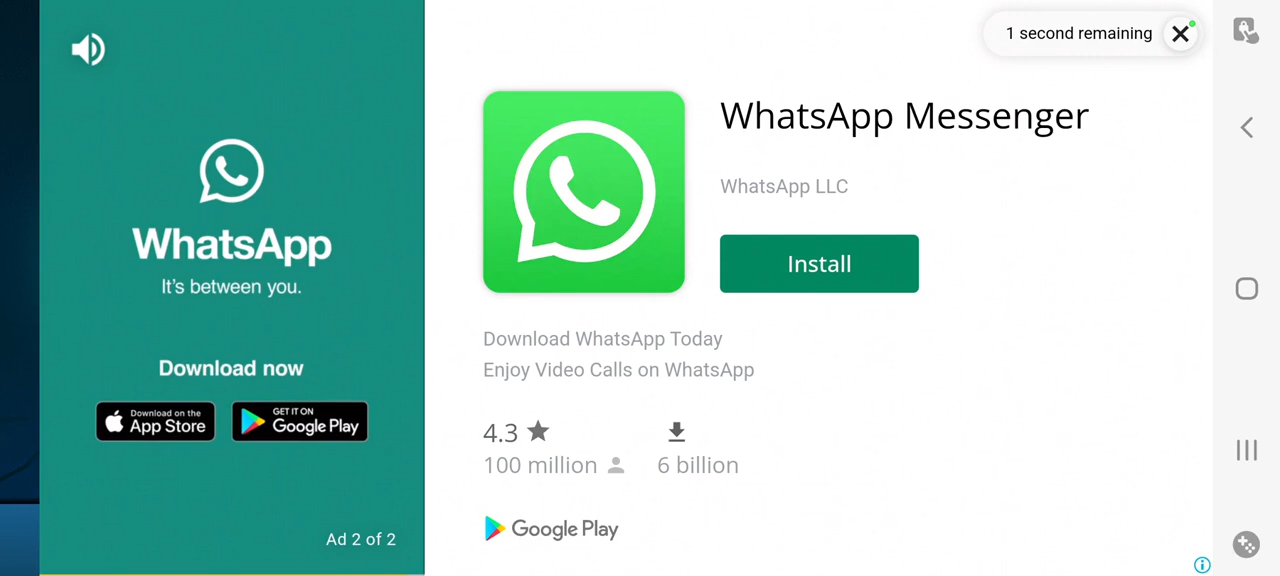 WhatsApp
It's between you.
Download now
Download on the
App Store
GET IT ON
Google Play
Ad 2 of 2
1 second remaining
WhatsApp Messenger
WhatsApp LLC
Install
Download WhatsApp Today
Enjoy Video Calls on WhatsApp
4.3
100 million
6 billion
Google Play